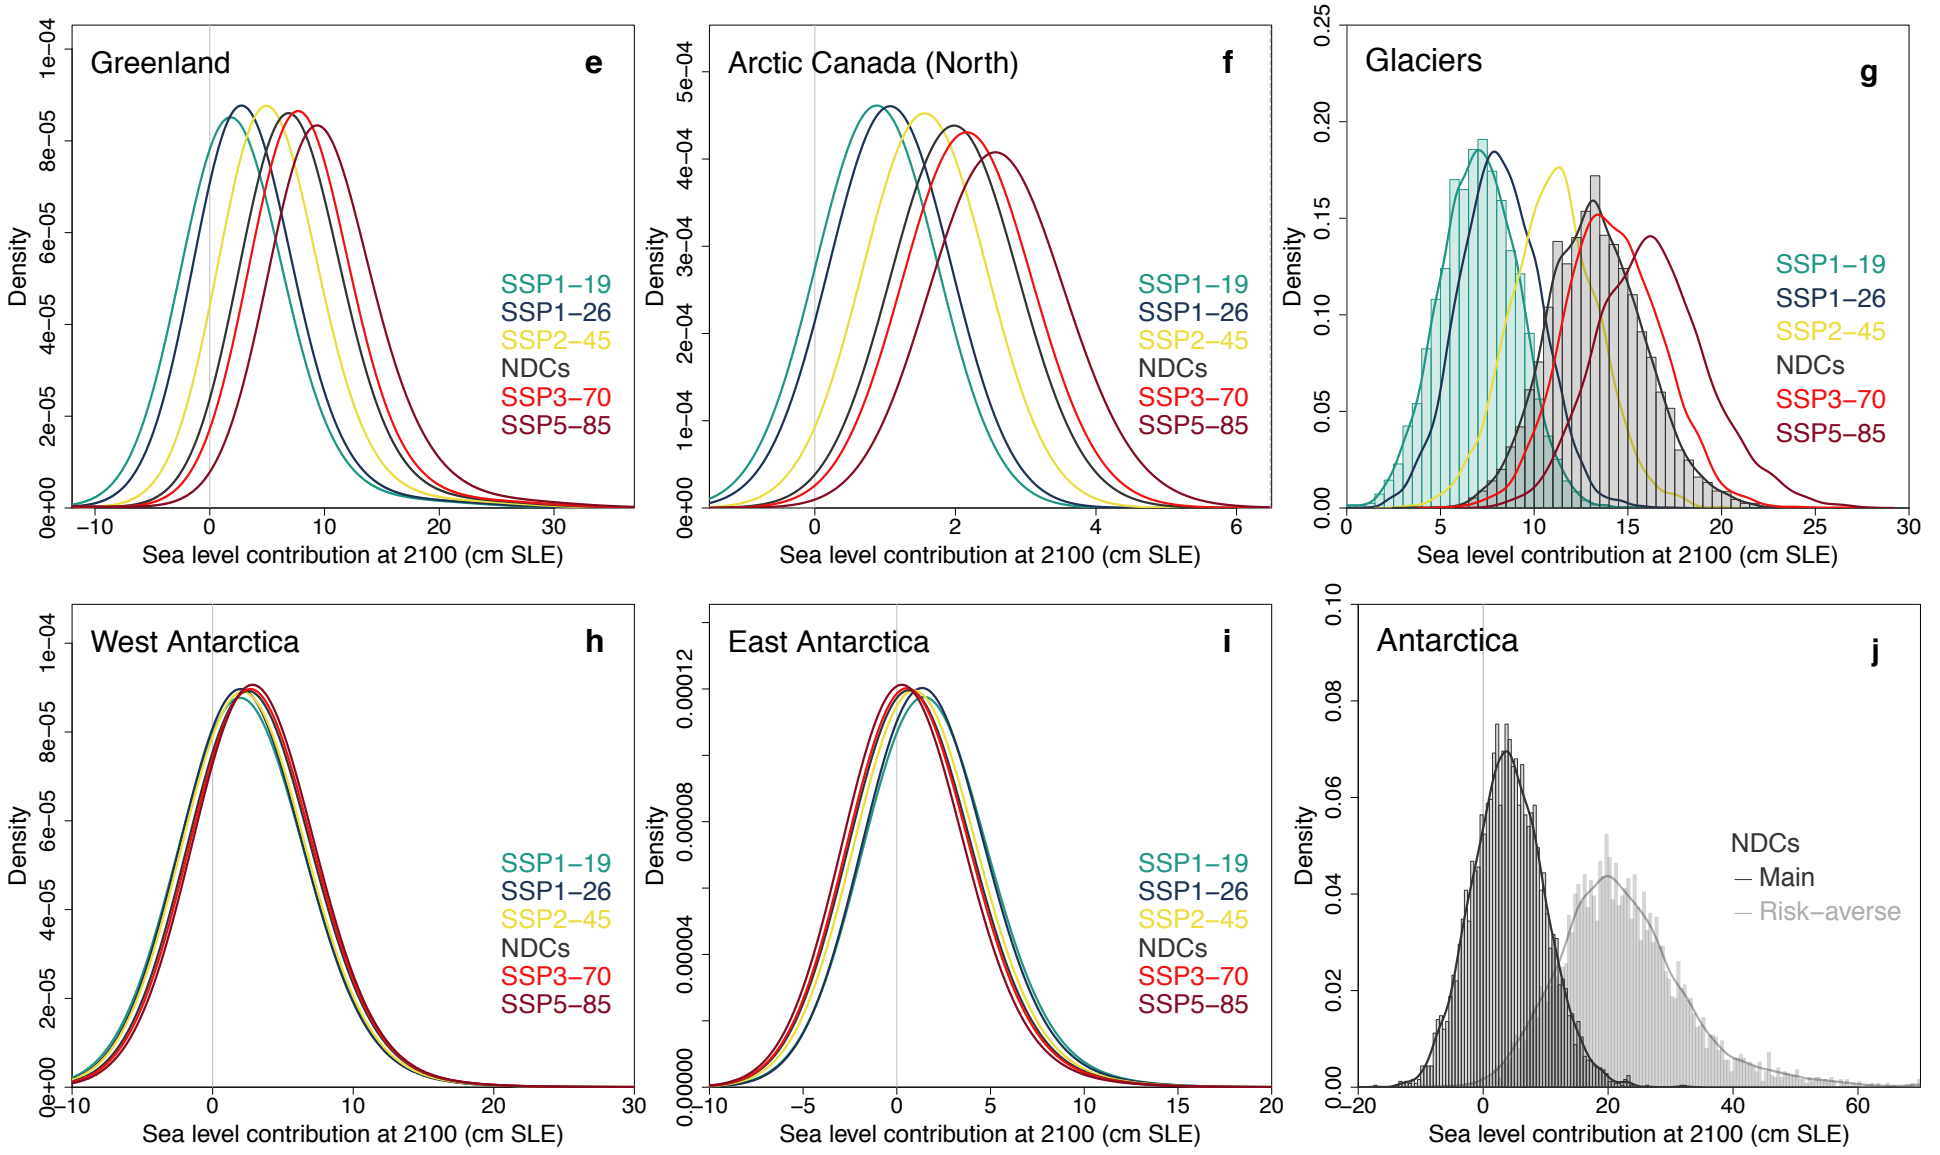 Greenland
e
Density
0e+00
2e−05
4e−05
6e−05
8e−05
1e−04
SSP1−19
SSP1−26
SSP2−45
NDCs
SSP3−70
SSP5−85
−10
0
10
20
30
Sea level contribution at 2100 (cm SLE)
Arctic Canada (North)
f
Density
0e+00
1e−04
2e−04
3e−04
4e−04
5e−04
SSP1−19
SSP1−26
SSP2−45
NDCs
SSP3−70
SSP5−85
0
2
4
6
Sea level contribution at 2100 (cm SLE)
Glaciers
g
Density
0.00
0.05
0.10
0.15
0.20
0.25
SSP1−19
SSP1−26
SSP2−45
NDCs
SSP3−70
SSP5−85
0
5
10
15
20
25
30
Sea level contribution at 2100 (cm SLE)
West Antarctica
h
Density
0e+00
2e−05
4e−05
6e−05
8e−05
1e−04
SSP1−19
SSP1−26
SSP2−45
NDCs
SSP3−70
SSP5−85
−10
0
10
20
30
Sea level contribution at 2100 (cm SLE)
East Antarctica
i
Density
0.00000
0.00004
0.00008
0.00012
SSP1−19
SSP1−26
SSP2−45
NDCs
SSP3−70
SSP5−85
−10
−5
0
5
10
15
20
Sea level contribution at 2100 (cm SLE)
Antarctica
j
Density
0.00
0.02
0.04
0.06
0.08
0.10
NDCs
Main
Risk−averse
−20
0
20
40
60
Sea level contribution at 2100 (cm SLE)